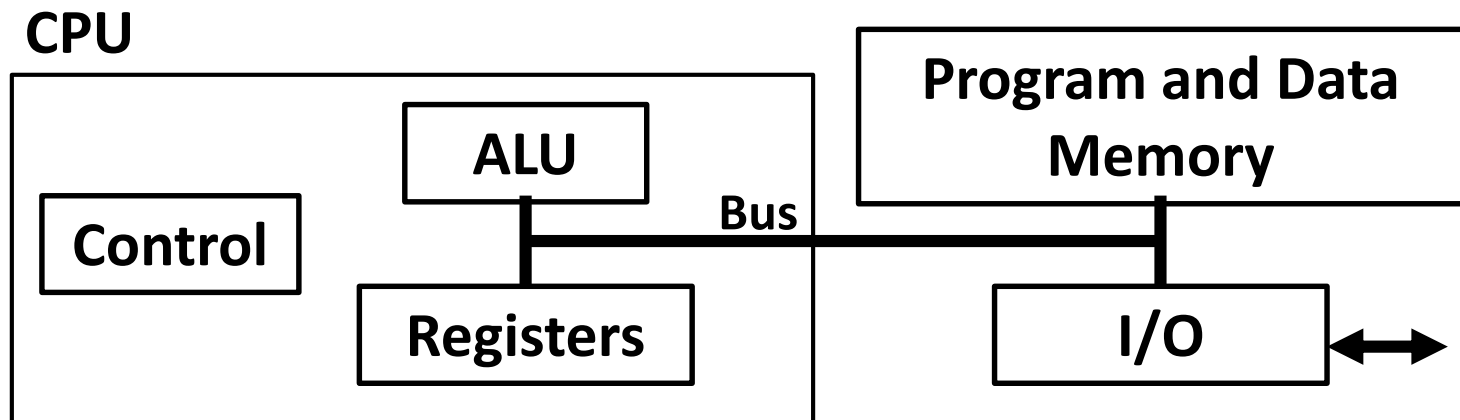 CPU
Program and Data
Memory
ALU
Bus
Control
Registers
I/O